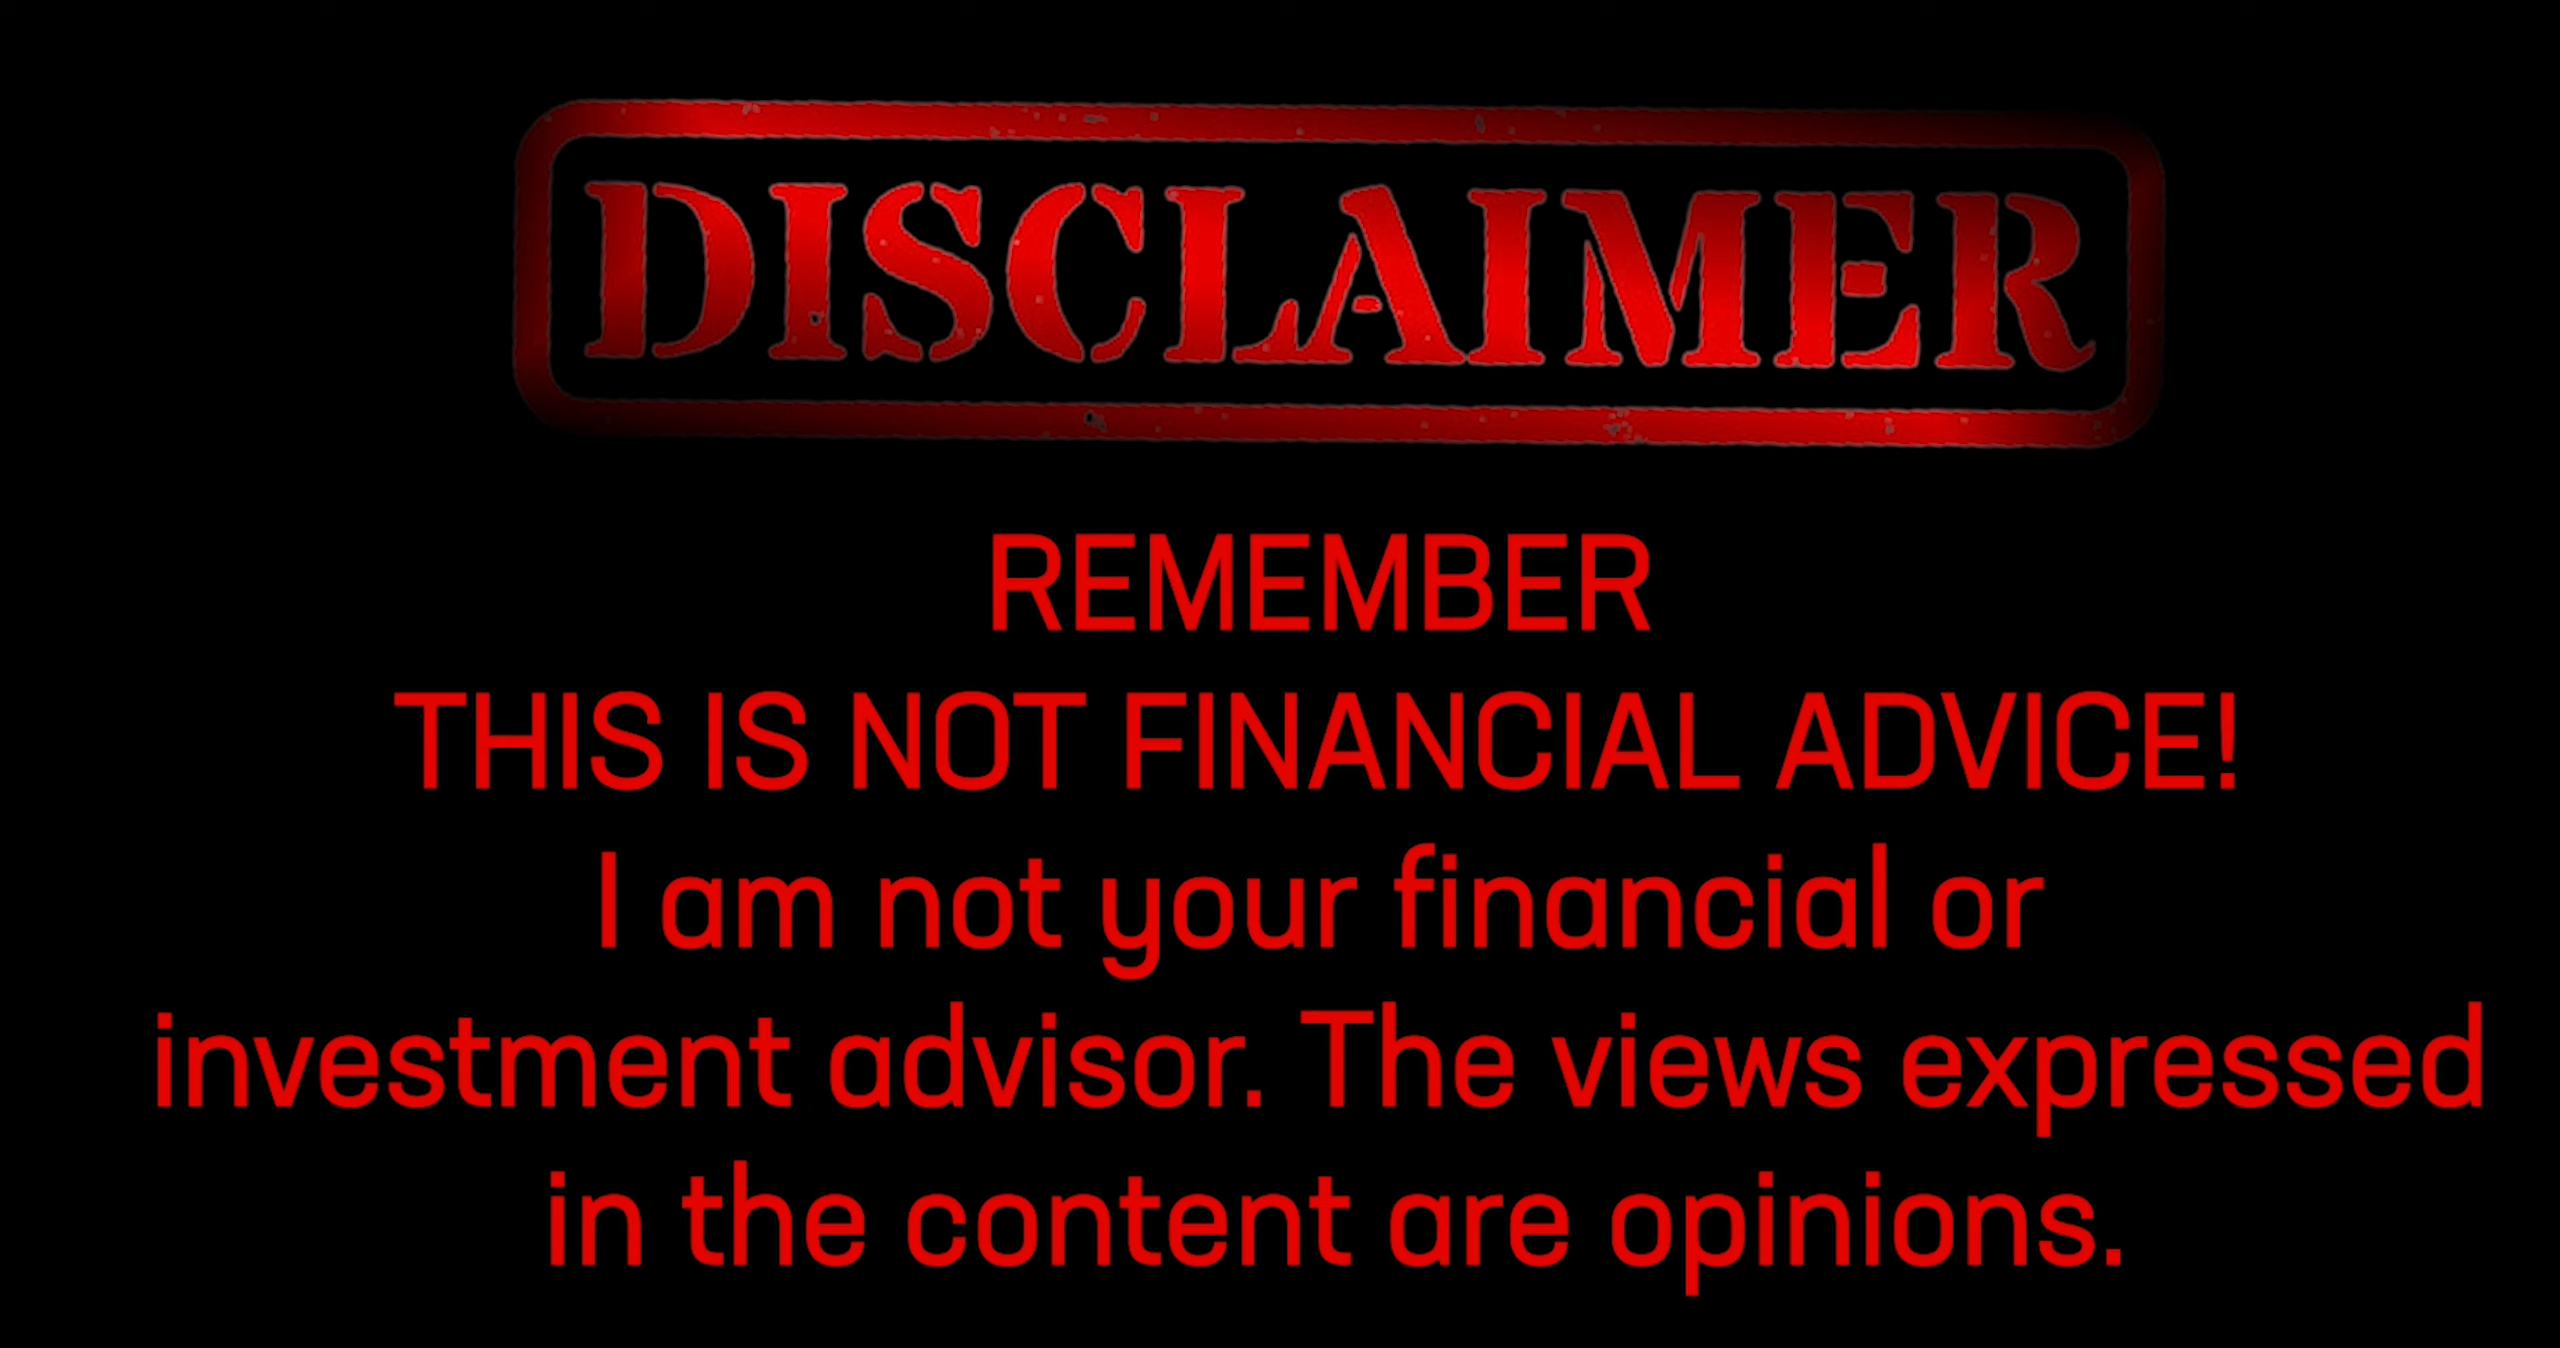 DISCLAIMER
REMEMBER
THIS IS NOT FINANCIAL ADVICE!
I am not your financial or
investment advisor. The views expressed
in the content are opinions.